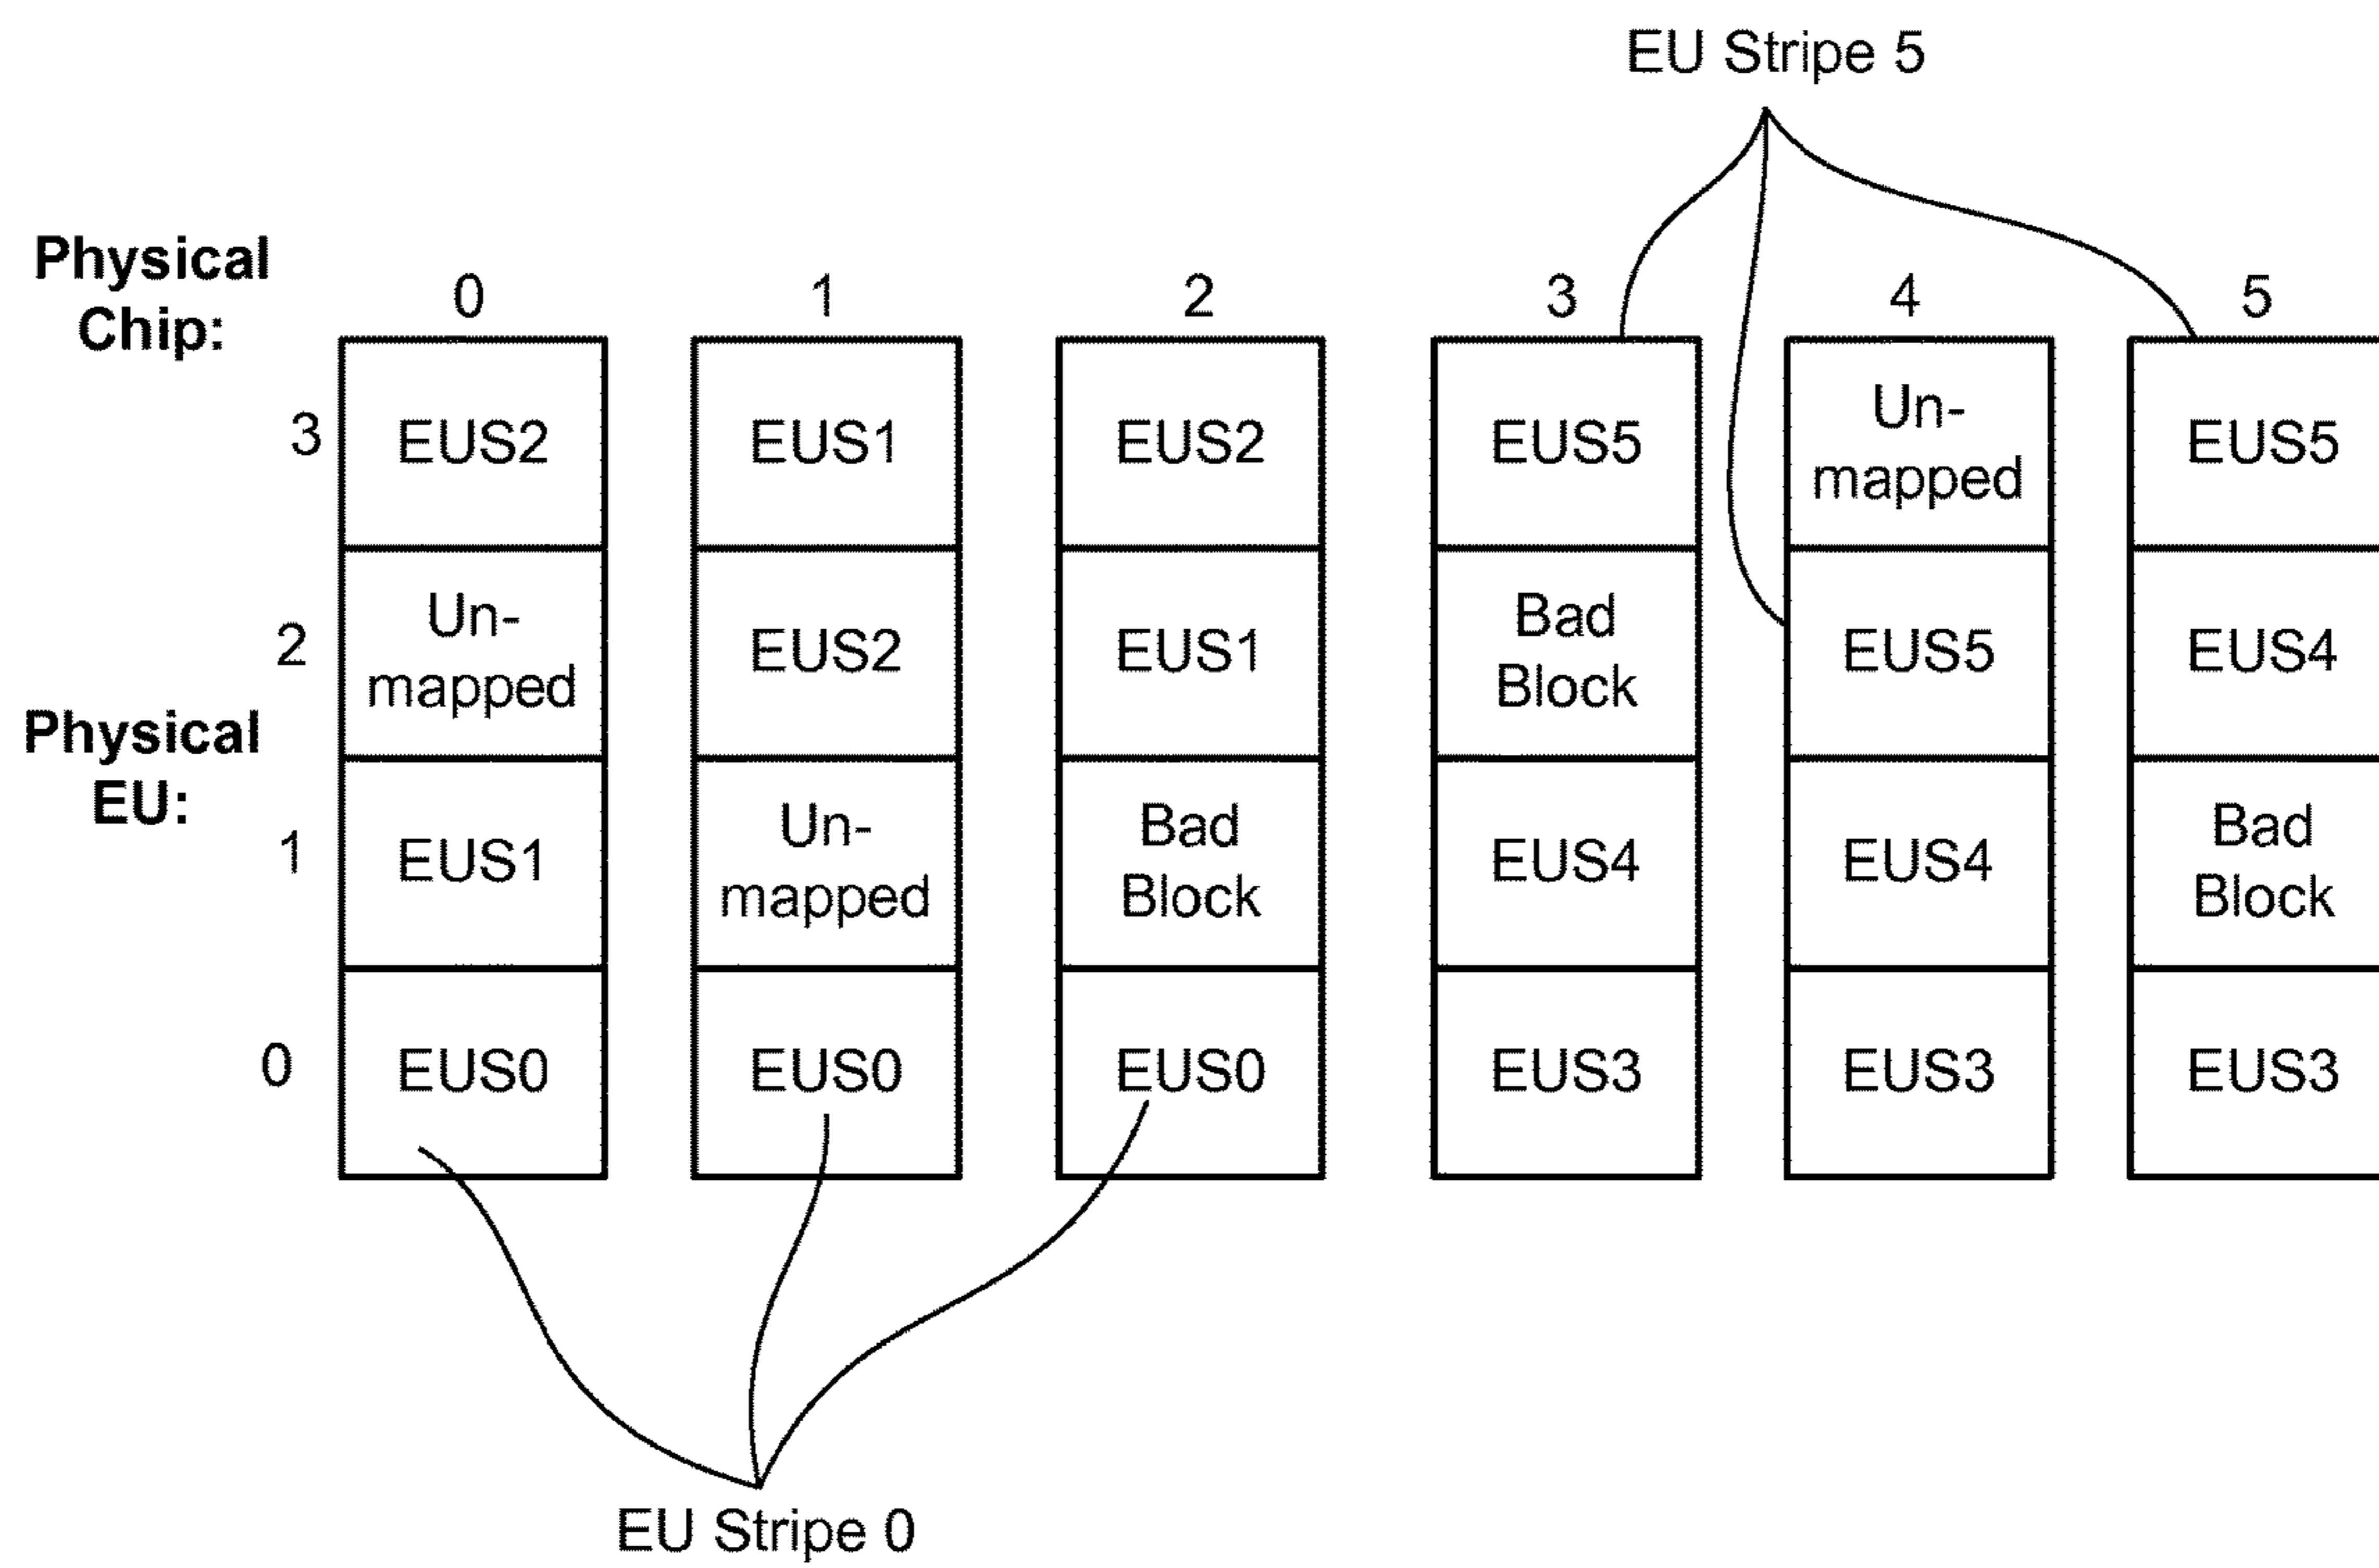 EU Stripe 5
Physical
Chip:
0 1 2 3 4 5
3 EUS2 EUS1 EUS2 EUS5 Un-
mapped EUS5
2 Un-
mapped EUS2 EUS1 Bad
Block EUS5 EUS4
Physical
EU:
1 EUS1 Un-
mapped Bad
Block EUS4 EUS4 Bad
Block
0 EUS0 EUS0 EUS0 EUS3 EUS3 EUS3
EU Stripe 0